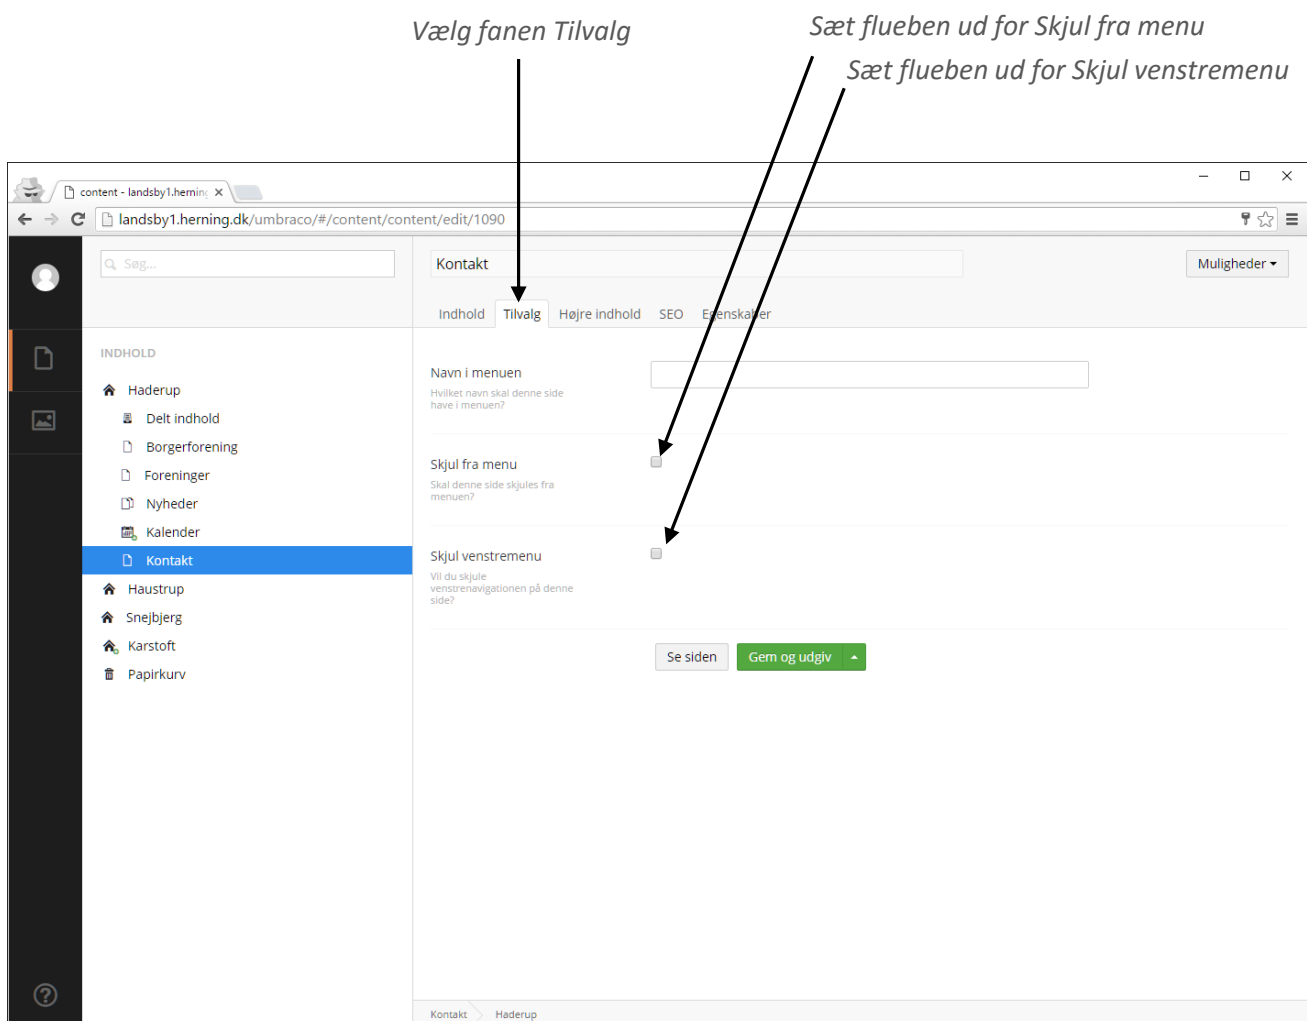 Vælg fanen Tilvalg
Sæt flueben ud for Skjul fra menu
Sæt flueben ud for Skjul venstremenu
content - landsby1.herning
landsby1.herning.dk/umbraco/#/content/content/edit/1090
Søg...
Kontakt
Muligheder
Indhold Tilvalg Højre indhold SEO Egenskaber
INDHOLD
Haderup
Delt indhold
Borgerforening
Foreninger
Nyheder
Kalender
Kontakt
Haustrup
Snejbjerg
Karstoft
Papirkurv
Navn i menuen
Hvilket navn skal denne side
have i menuen?
Skjul fra menu
Skal denne side skjules fra
menuen?
Skjul venstremenu
Vil du skjule
venstrenavigationen på denne
side?
Se siden Gem og udgiv
Kontakt Haderup